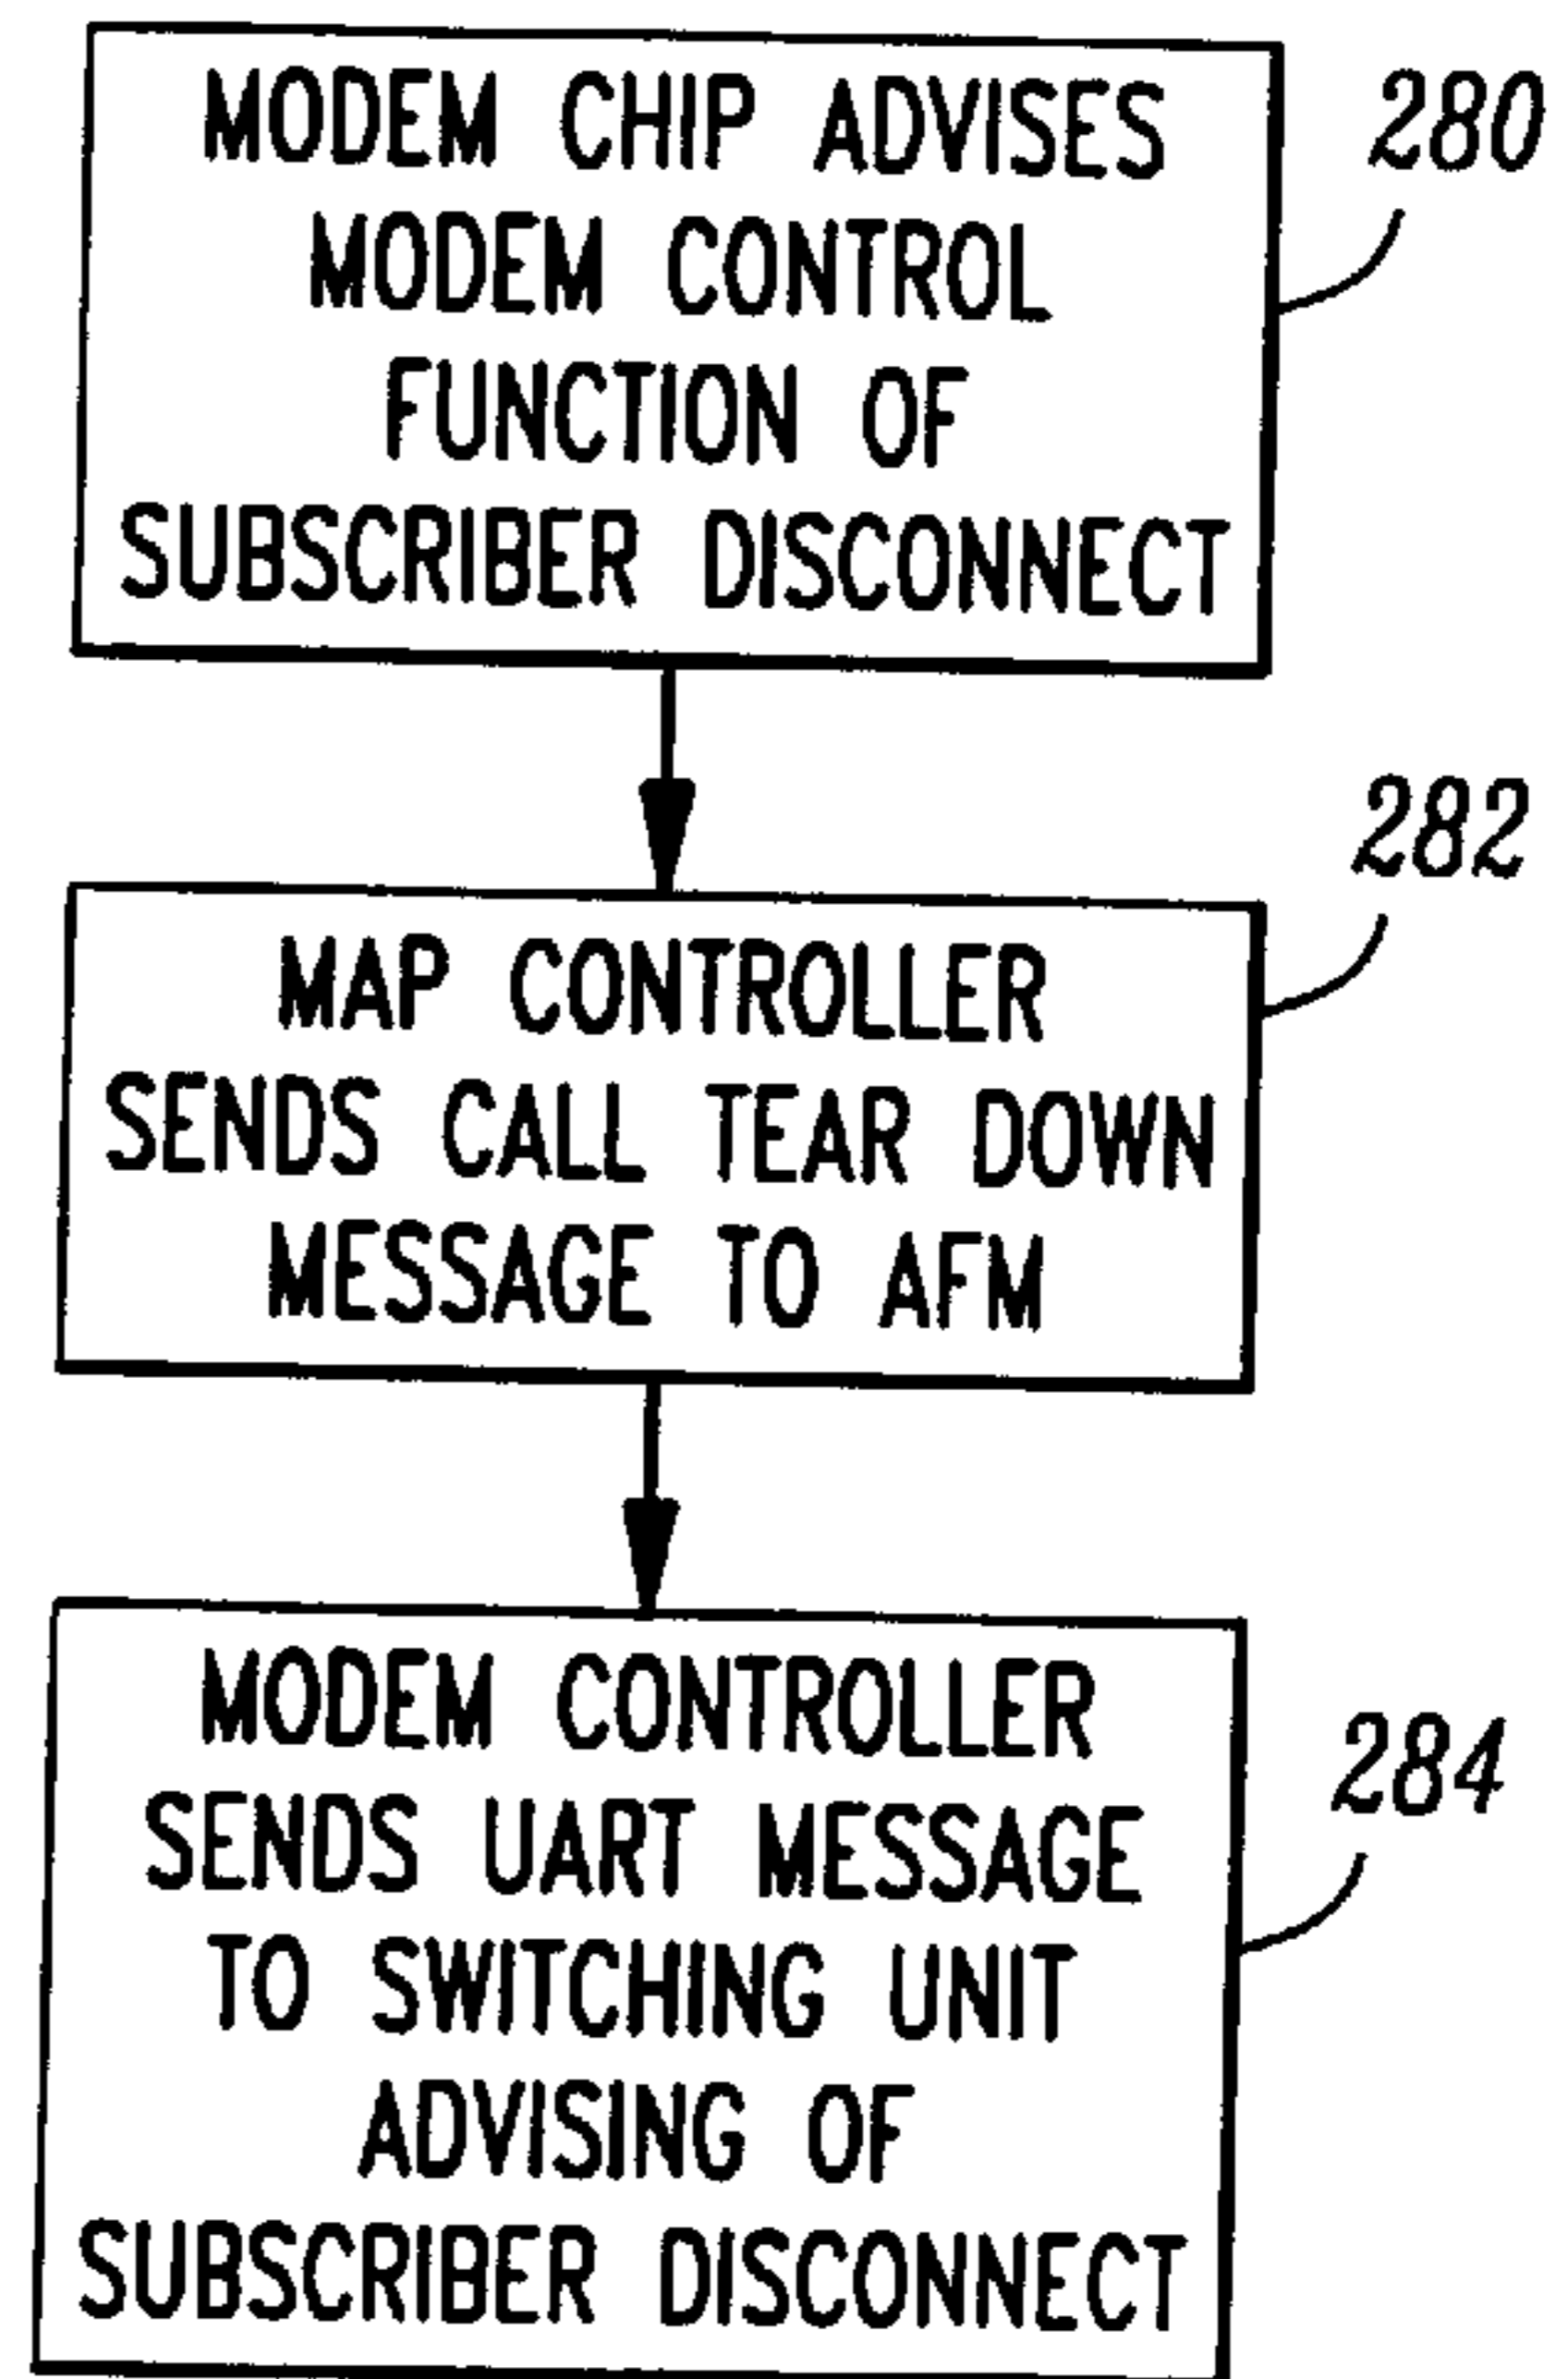 MODEM CHIP ADVISES
MODEM CONTROL
FUNCTION OF
SUBSCRIBER DISCONNECT
280
MAP CONTROLLER
SENDS CALL TEAR DOWN
MESSAGE TO AFM
282
MODEM CONTROLLER
SENDS UART MESSAGE
TO SWITCHING UNIT
ADVISING OF
SUBSCRIBER DISCONNECT
284